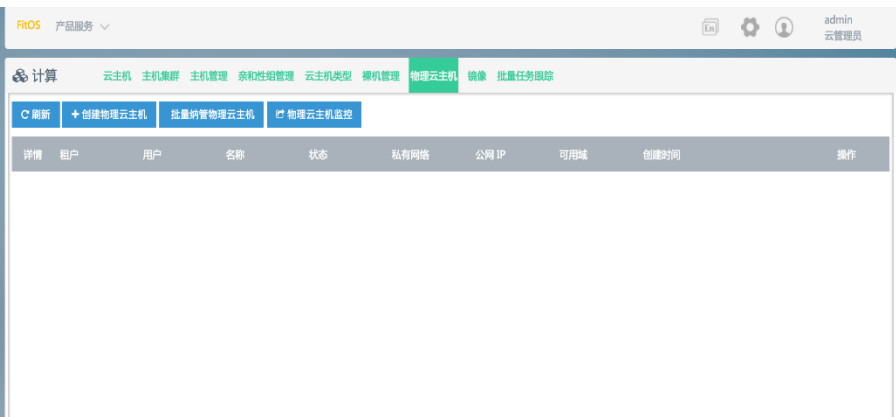 FitOS 产品服务 En admin
云管理员
计算 云主机 主机集群 主机管理 亲和性组管理 云主机类型 裸机管理 物理云主机 镜像 批量任务跟踪
刷新 创建物理云主机 批量纳管物理云主机 物理云主机监控
详情 租户 用户 名称 状态 私有网络 公网 IP 可用域 创建时间 操作